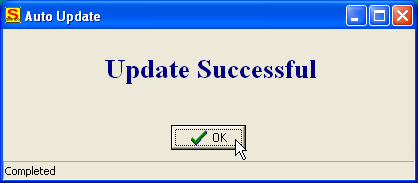 S Auto Update
Update Successful
OK
Completed